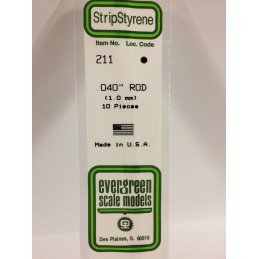 StripStyrene
Item No. Loc. Code
211
.040" ROD
(1.0 mm)
10 Pieces
Made in U.S.A.
evergreen
scale models
Des Plaines, IL 60018